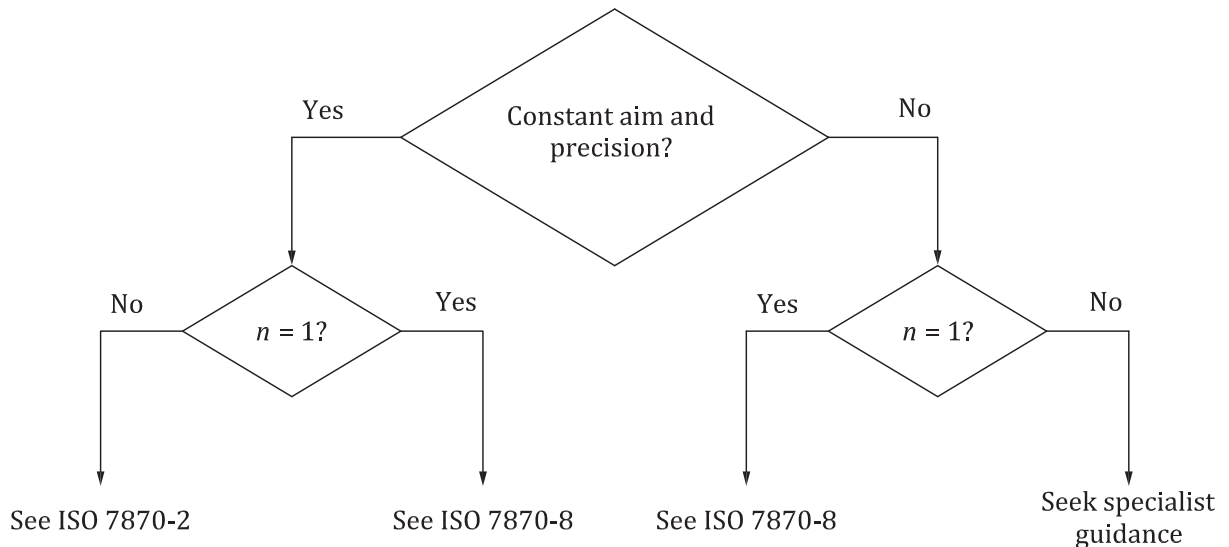 Constant aim and
precision?
Yes
No
No
n = 1?
Yes
Yes
n = 1?
No
See ISO 7870-2
See ISO 7870-8
See ISO 7870-8
Seek specialist
guidance